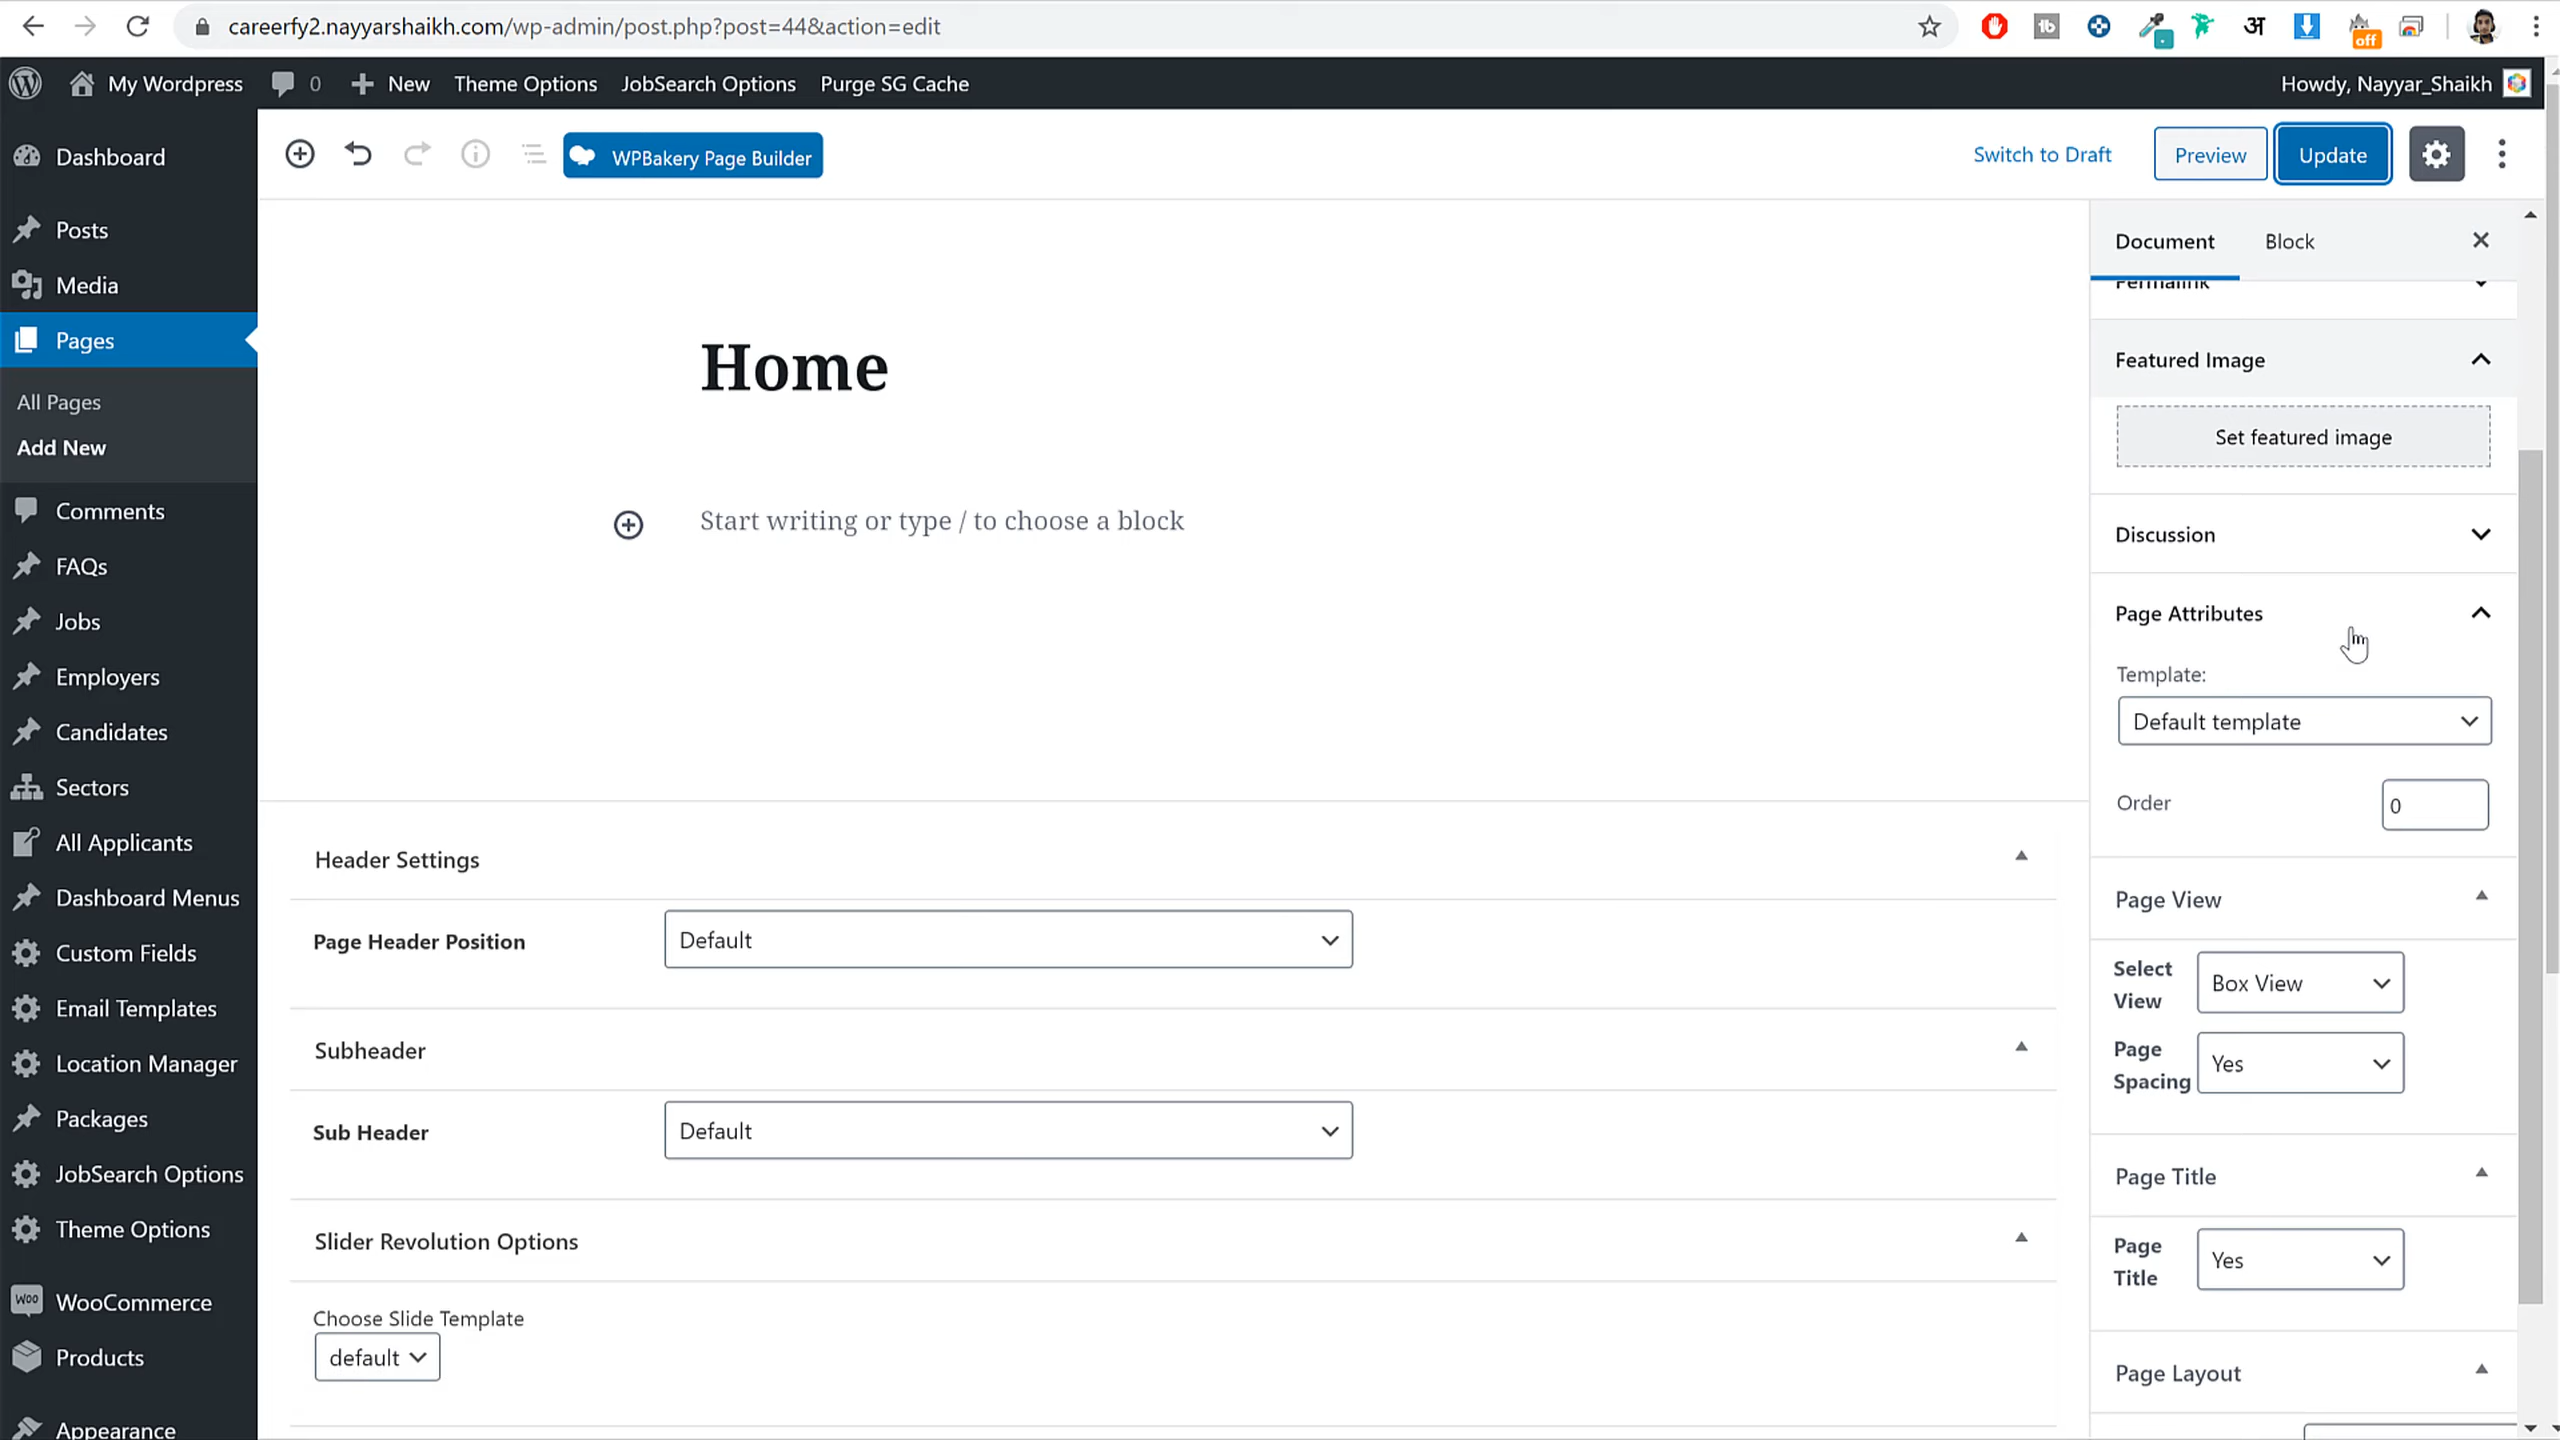 careerfy2.nayyarshaikh.com/wp-admin/post.php?post=44&action=edit
tb
अ
off
My Wordpress
0
New
Theme Options
JobSearch Options
Purge SG Cache
Howdy, Nayyar_Shaikh
Dashboard
Posts
Media
Pages
All Pages
Add New
Comments
FAQs
Jobs
Employers
Candidates
Sectors
All Applicants
Dashboard Menus
Custom Fields
Email Templates
Location Manager
Packages
JobSearch Options
Theme Options
WOO
WooCommerce
Products
Appearance
WPBakery Page Builder
Switch to Draft
Preview
Update
Home
Start writing or type / to choose a block
Header Settings
Page Header Position
Default
Subheader
Sub Header
Default
Slider Revolution Options
Choose Slide Template
default
Document
Block
Permalink
Featured Image
Set featured image
Discussion
Page Attributes
Template:
Default template
Order
0
Page View
Select
View
Box View
Page
Spacing
Yes
Page Title
Page
Title
Yes
Page Layout